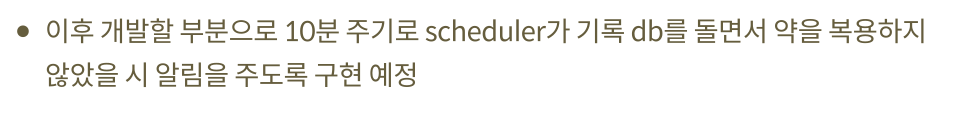 • 이후 개발할 부분으로 10분 주기로 scheduler가 기록 db를 돌면서 약을 복용하지
않았을 시 알림을 주도록 구현 예정